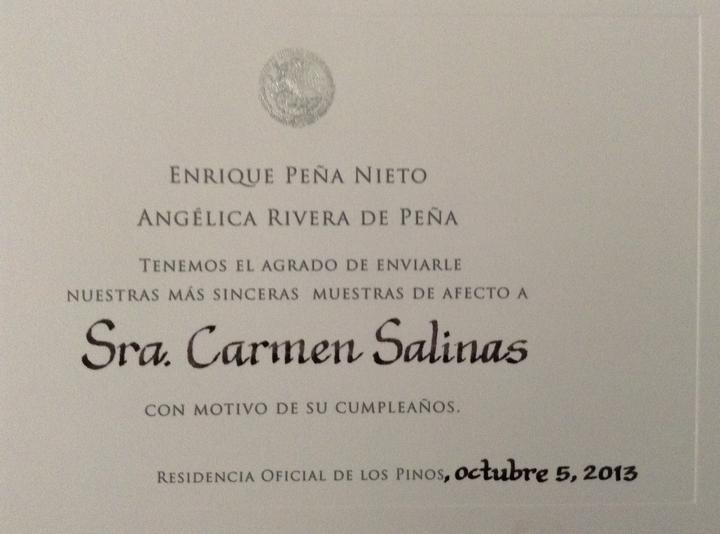 Enrique Peña Nieto
Angélica Rivera de Peña
Tenemos el agrado de enviarle
nuestras más sinceras muestras de afecto a
Sra. Carmen Salinas
con motivo de su cumpleaños.
Residencia Oficial de los Pinos, octubre 5, 2013